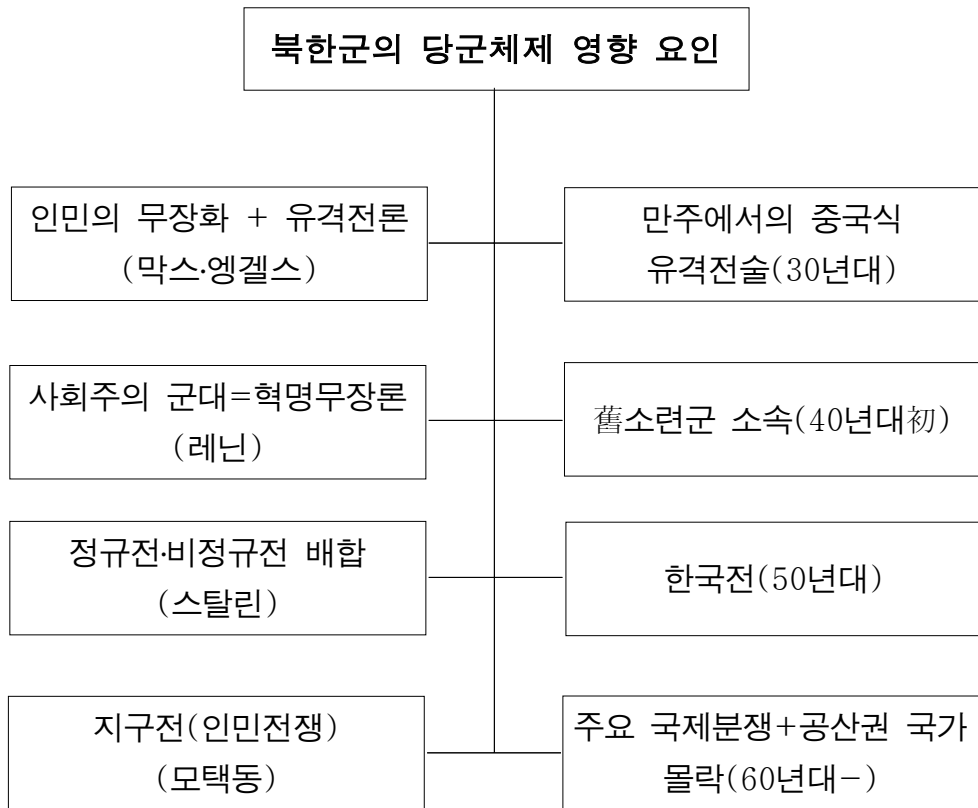 북한군의 당군체제 영향 요인
인민의 무장화 + 유격전론
(막스·엥겔스)
만주에서의 중국식
유격전술(30년대)
사회주의 군대=혁명무장론
(레닌)
舊소련군 소속(40년대初)
정규전·비정규전 배합
(스탈린)
한국전(50년대)
지구전(인민전쟁)
(모택동)
주요 국제분쟁+공산권 국가
몰락(60년대-)